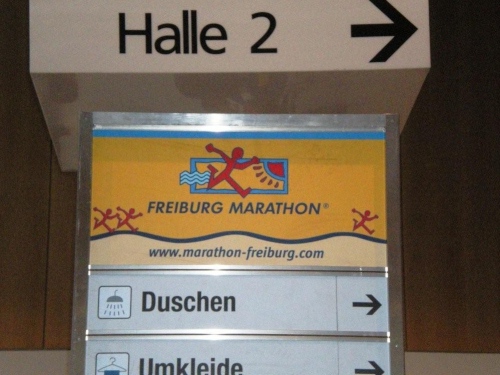 Halle 2
FREIBURG MARATHON®
www.marathon-freiburg.com
Duschen
Umkleide